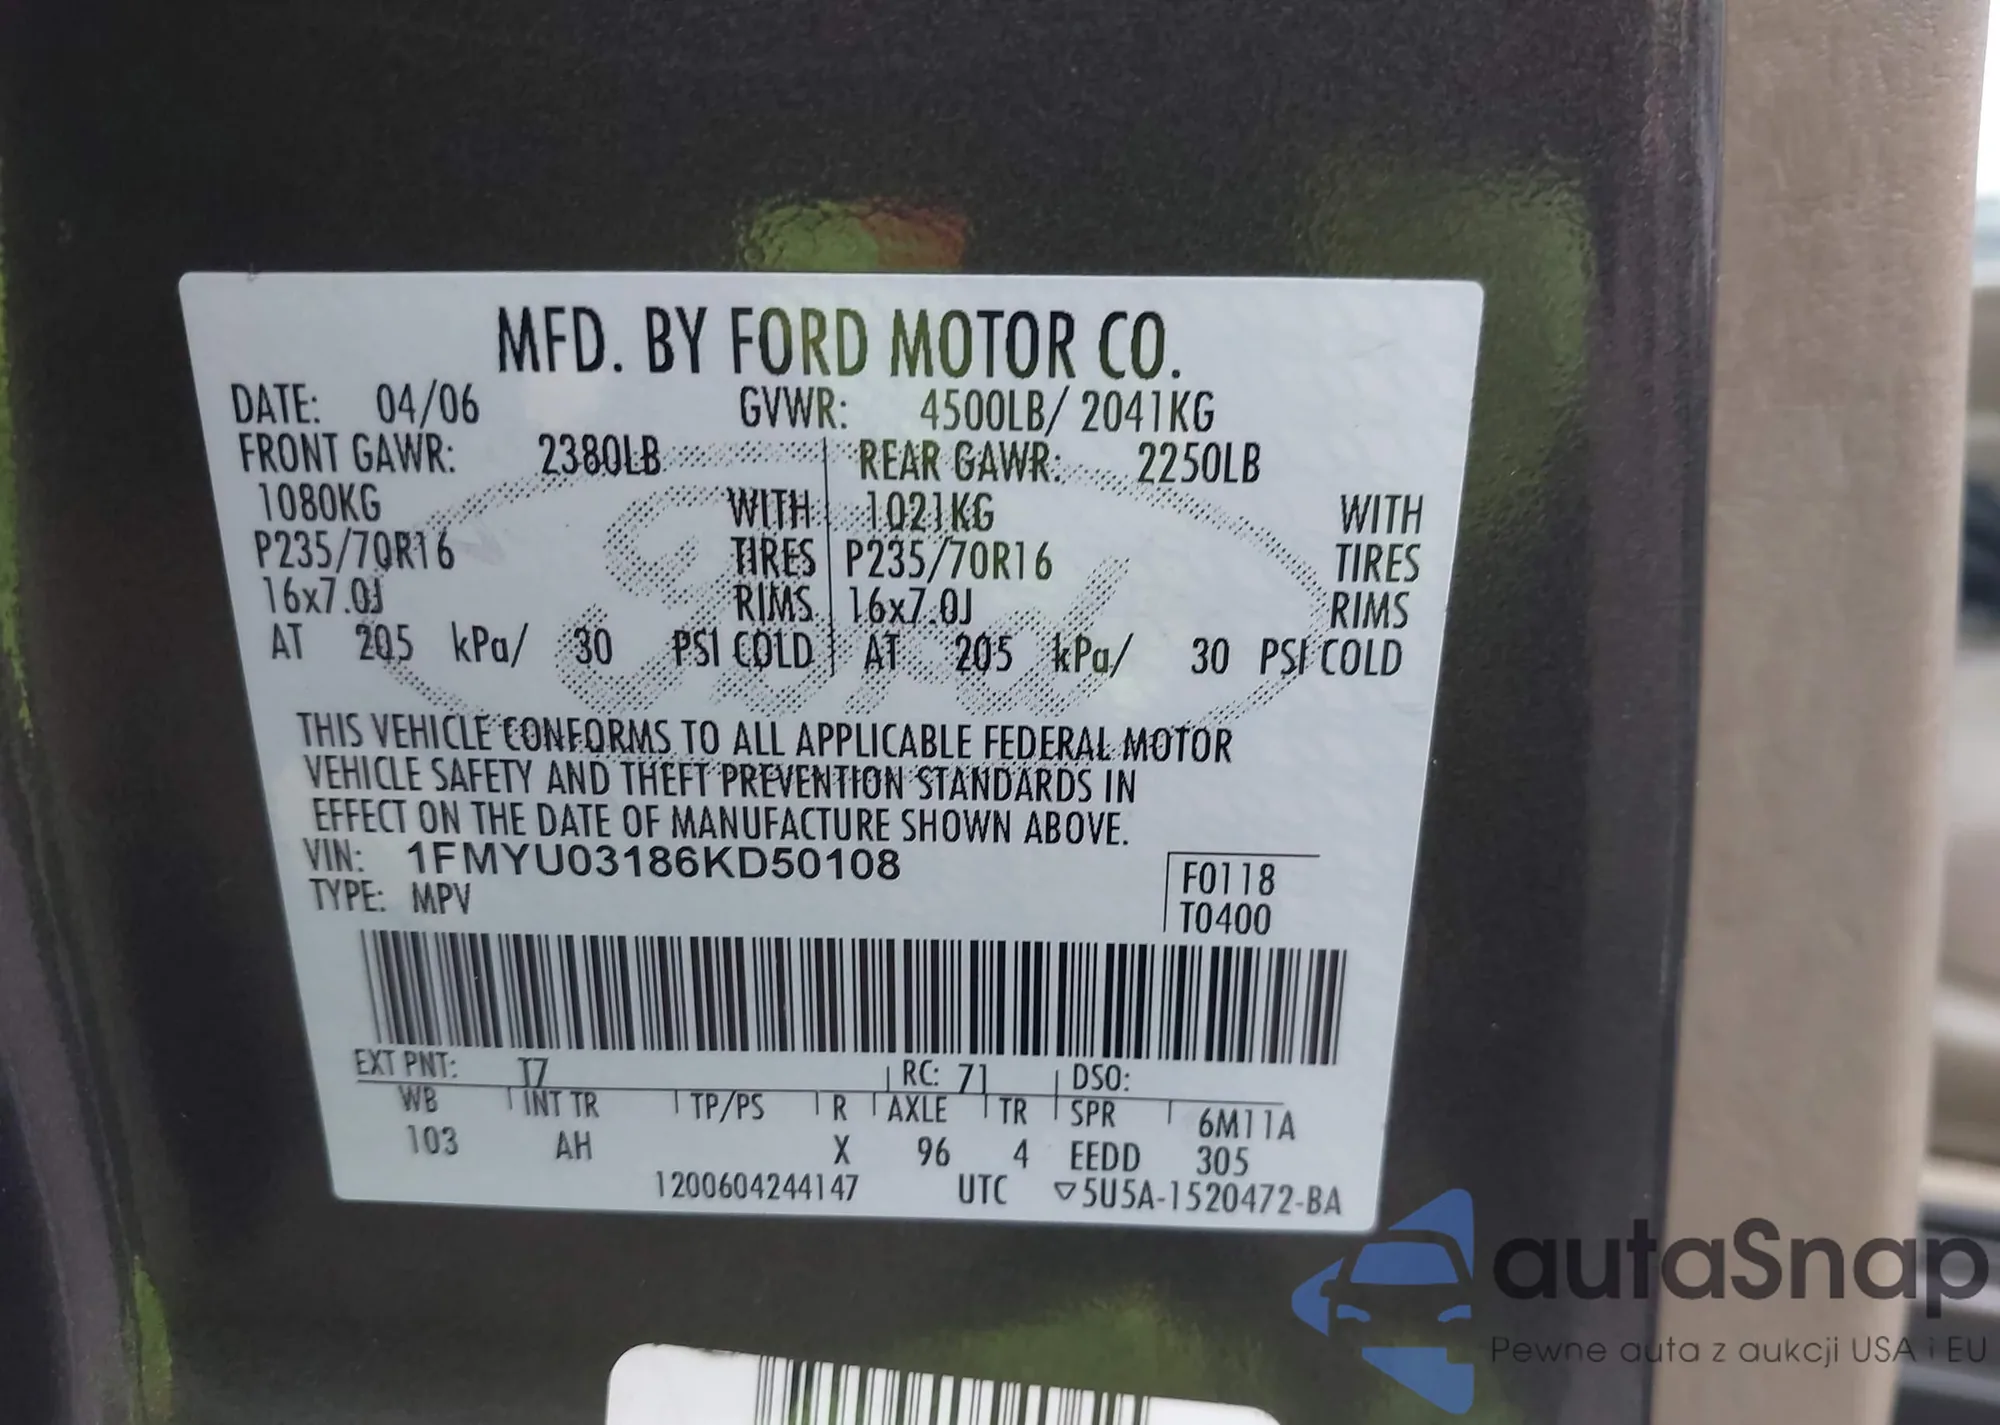 MFD. BY FORD MOTOR CO.
DATE: 04/06 GVWR: 4500LB/ 2041KG
FRONT GAWR: 2380LB REAR GAWR: 2250LB
1080KG WITH 1021KG WITH
P235/70R16 TIRES P235/70R16 TIRES
16x7.0J RIMS 16x7.0J RIMS
AT 205 kPa/ 30 PSI COLD AT 205 kPa/ 30 PSI COLD
Ford
THIS VEHICLE CONFORMS TO ALL APPLICABLE FEDERAL MOTOR
VEHICLE SAFETY AND THEFT PREVENTION STANDARDS IN
EFFECT ON THE DATE OF MANUFACTURE SHOWN ABOVE.
VIN: 1FMYU03186KD50108
TYPE: MPV
F0118
T0400
EXT PNT: T7 RC: 71 DSO:
WB INT TR TP/PS R AXLE TR SPR 6M11A
103 AH X 96 4 EEDD 305
1200604244147 UTC ▽5U5A-1520472-BA
autaSnap
Pewne auta z aukcji USA i EU